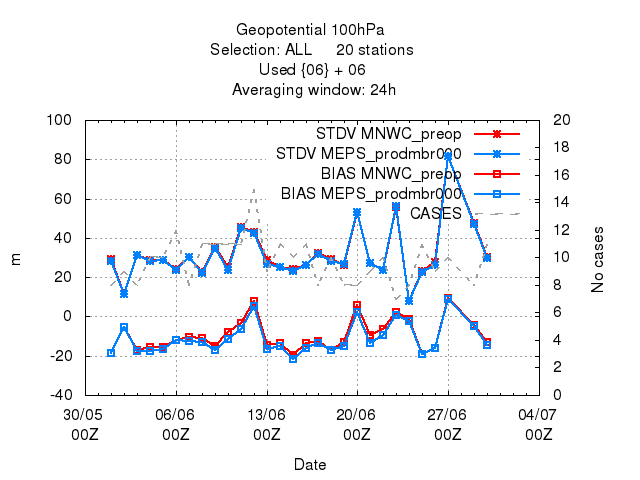 Geopotential 100hPa
Selection: ALL 20 stations
Used {06} + 06
Averaging window: 24h
STDV MNWC_preop
STDV MEPS_prodmbr000
BIAS MNWC_preop
BIAS MEPS_prodmbr000
CASES
100
80
60
40
20
0
-20
-40
m
20
18
16
14
12
10
8
6
4
2
0
No cases
30/05 06/06 13/06 20/06 27/06 04/07
00Z 00Z 00Z 00Z 00Z 00Z
Date